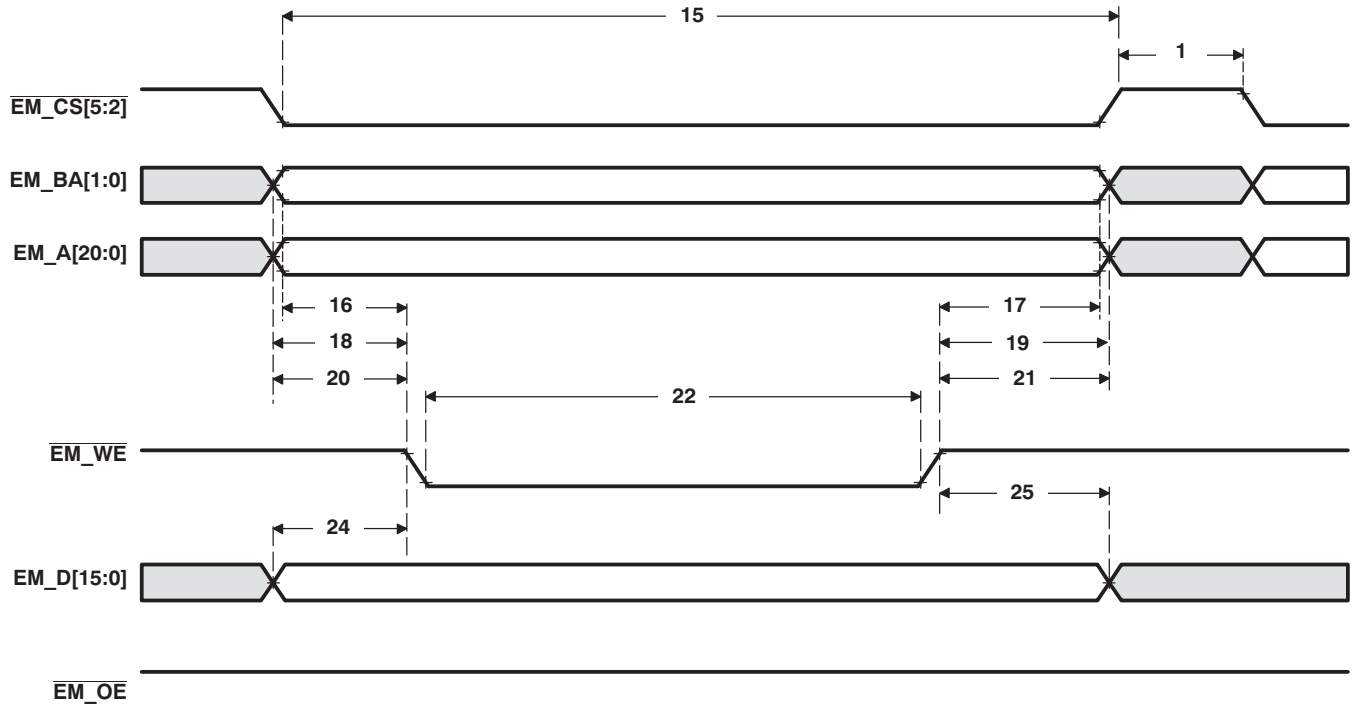 15
1
EM_CS[5:2]
EM_BA[1:0]
EM_A[20:0]
16 17
18 19
20 21
22
EM_WE
25
24
EM_D[15:0]
EM_OE